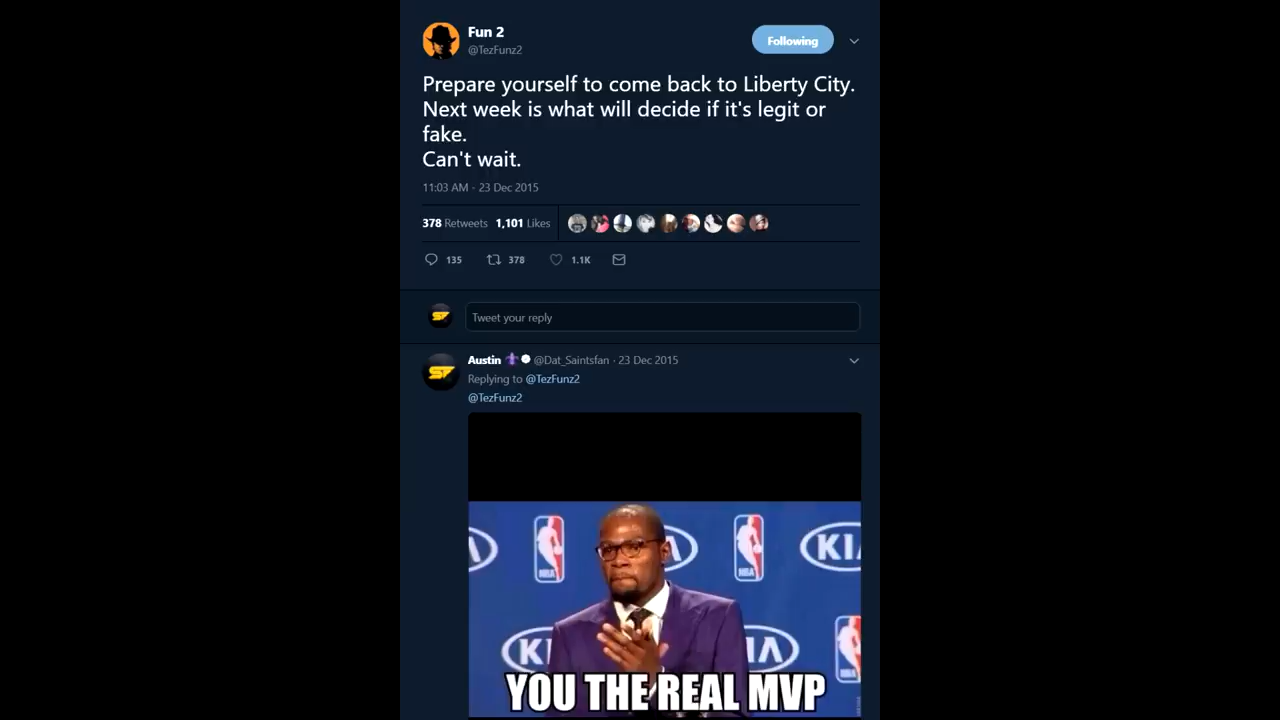 Fun 2
@TezFunz2
Following
Prepare yourself to come back to Liberty City.
Next week is what will decide if it's legit or
fake.
Can't wait.
11:03 AM · 23 Dec 2015
378 Retweets 1,101 Likes
135 378 1.1K
SF
Tweet your reply
SF
Austin @Dat_Saintsfan · 23 Dec 2015
Replying to @TezFunz2
@TezFunz2
NBA NBA KIA
KIA
YOU THE REAL MVP